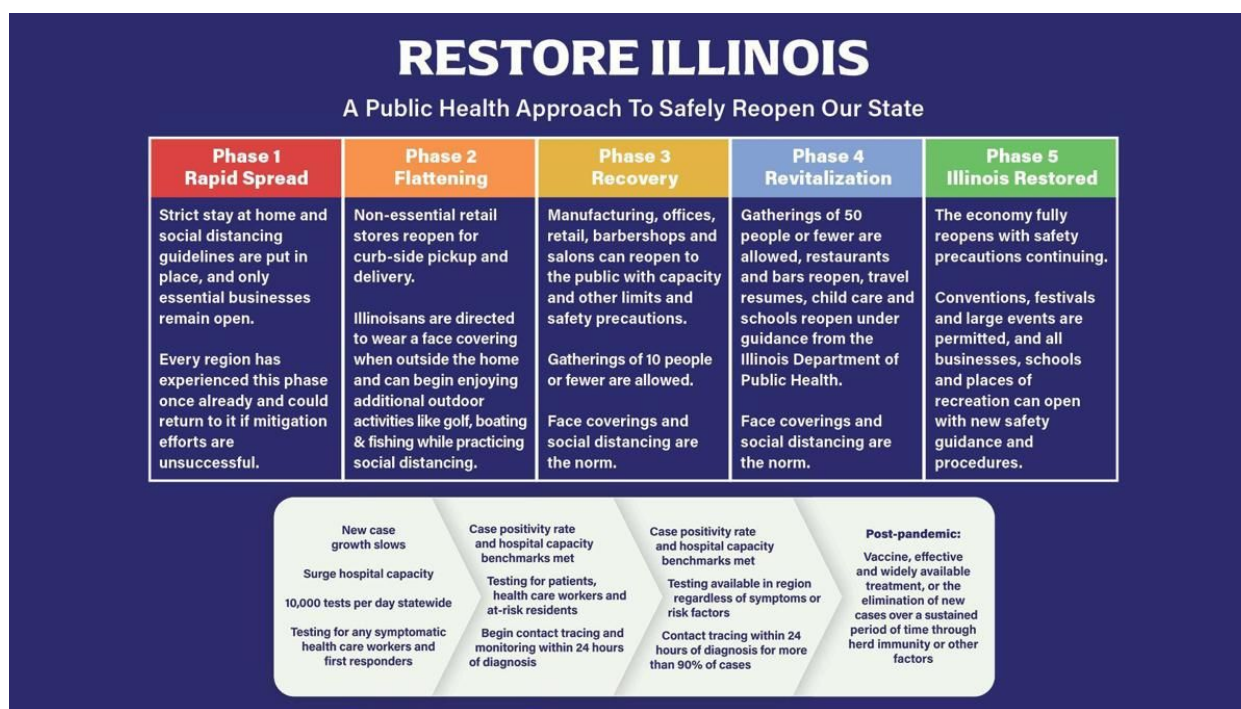 RESTORE ILLINOIS
A Public Health Approach To Safely Reopen Our State
Phase 1
Rapid Spread
Strict stay at home and
social distancing
guidelines are put in
place, and only
essential businesses
remain open.
Every region has
experienced this phase
once already and could
return to it if mitigation
efforts are
unsuccessful.
Phase 2
Flattening
Non-essential retail
stores reopen for
curb-side pickup and
delivery.
Illinoisans are directed
to wear a face covering
when outside the home
and can begin enjoying
additional outdoor
activities like golf, boating
& fishing while practicing
social distancing.
Phase 3
Recovery
Manufacturing, offices,
retail, barbershops and
salons can reopen to
the public with capacity
and other limits and
safety precautions.
Gatherings of 10 people
or fewer are allowed.
Face coverings and
social distancing are
the norm.
Phase 4
Revitalization
Gatherings of 50
people or fewer are
allowed, restaurants
and bars reopen, travel
resumes, child care and
schools reopen under
guidance from the
Illinois Department of
Public Health.
Face coverings and
social distancing are
the norm.
Phase 5
Illinois Restored
The economy fully
reopens with safety
precautions continuing.
Conventions, festivals
and large events are
permitted, and all
businesses, schools
and places of
recreation can open
with new safety
guidance and
procedures.
New case
growth slows
Surge hospital capacity
10,000 tests per day statewide
Testing for any symptomatic
health care workers and
first responders
Case positivity rate
and hospital capacity
benchmarks met
Testing for patients,
health care workers and
at-risk residents
Begin contact tracing and
monitoring within 24 hours
of diagnosis
Case positivity rate
and hospital capacity
benchmarks met
Testing available in region
regardless of symptoms or
risk factors
Contact tracing within 24
hours of diagnosis for more
than 90% of cases
Post-pandemic:
Vaccine, effective
and widely available
treatment, or the
elimination of new
cases over a sustained
period of time through
herd immunity or other
factors